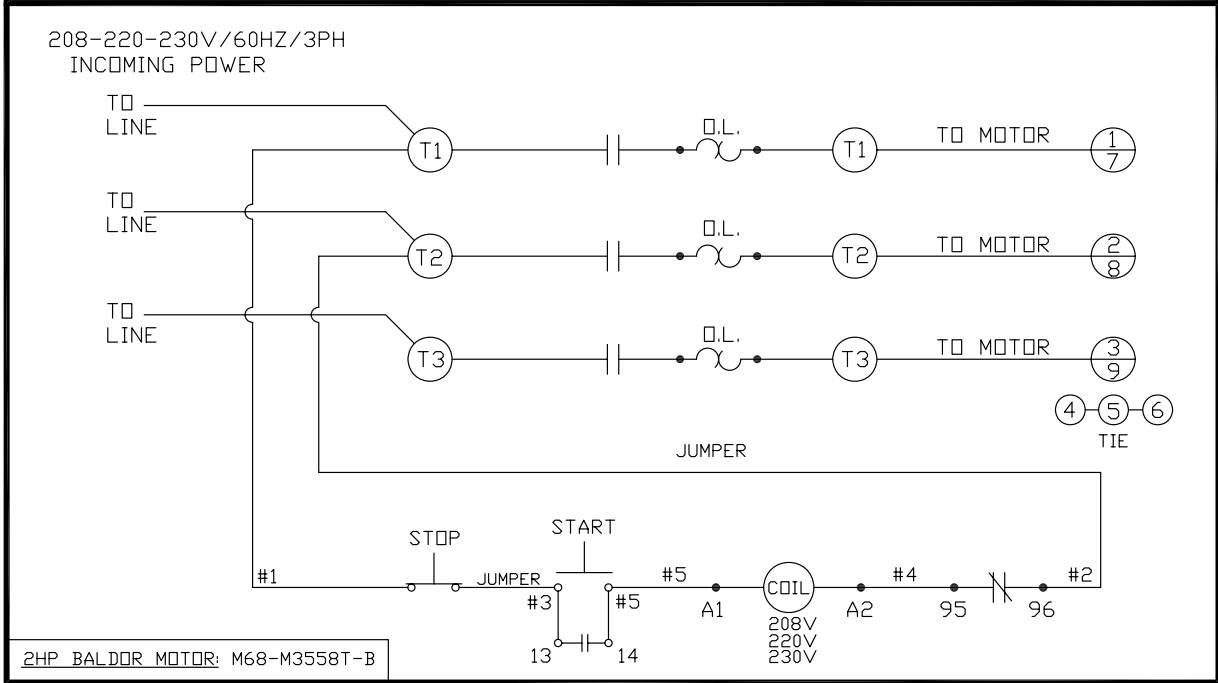 208-220-230V/60HZ/3PH
INCOMING POWER
TO
LINE
T1
O.L.
T1
TO MOTOR
1
7
TO
LINE
T2
O.L.
T2
TO MOTOR
2
8
TO
LINE
T3
O.L.
T3
TO MOTOR
3
9
4
5
6
TIE
JUMPER
STOP
START
#1
JUMPER
#3
#5
#5
A1
COIL
208V
220V
230V
A2
#4
95
96
#2
13
14
2HP BALDOR MOTOR: M68-M3558T-B